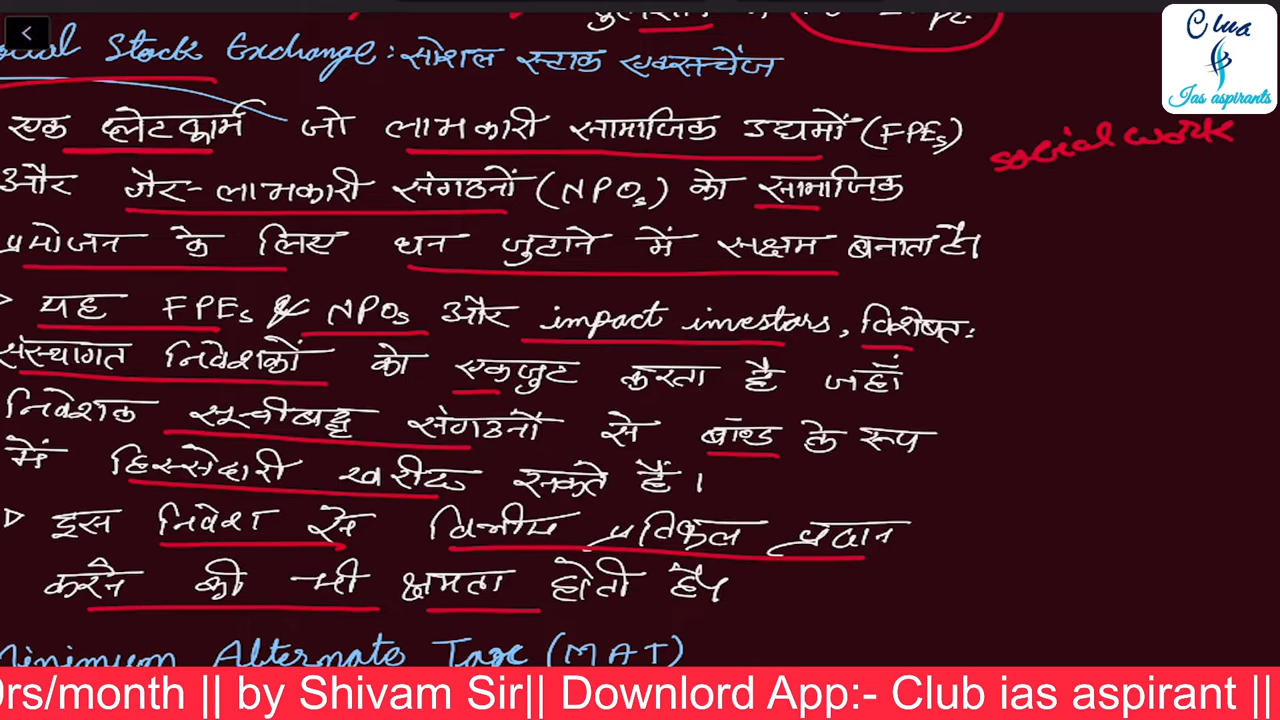 Stock Exchange: सोशल स्टाक एक्सचेंज
एक प्लेटफार्म जो लाभकारी सामाजिक उद्यमों (FPEs)
social work
और गैर-लाभकारी संगठनों (NPOs) को सामाजिक
प्रयोजन के लिए धन जुटाने में सक्षम बनाता है।
यह FPEs & NPOs और impact investors, विशेषतः
संस्थागत निवेशकों को एकजुट करता है जहाँ
निवेशक सूचीबद्ध संगठनों से बॉण्ड के रूप
में हिस्सेदारी खरीद सकते हैं।
इस निवेश से वित्तीय प्रतिफल प्रदान
करने की भी क्षमता होती है।
Minimum Alternate Tax (MAT)
Clua
Ias aspirants
0rs/month || by Shivam Sir|| Downlord App:- Club ias aspirant ||